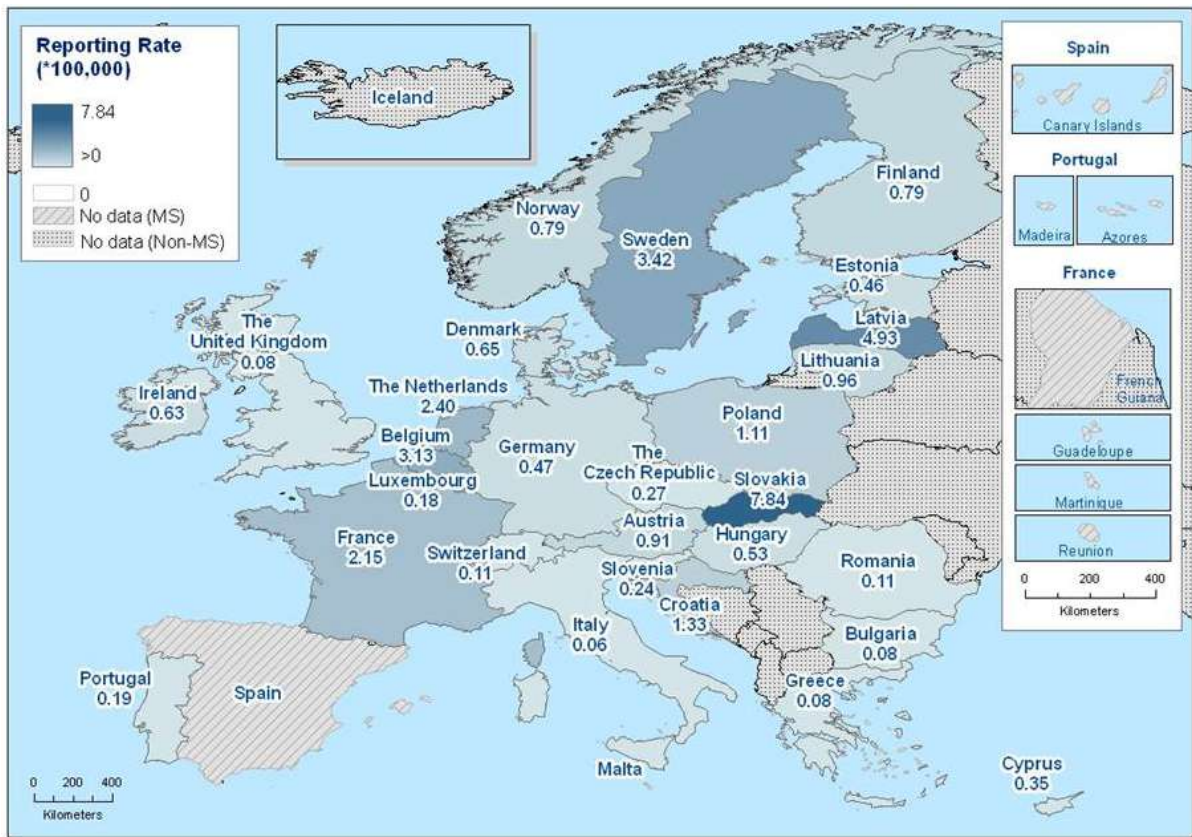 Reporting Rate
(*100,000)
7.84
>0
0
No data (MS)
No data (Non-MS)
Iceland
Norway
0.79
Sweden
3.42
Finland
0.79
Estonia
0.46
Latvia
4.93
Lithuania
0.96
Denmark
0.65
The
United Kingdom
0.08
Ireland
0.63
The Netherlands
2.40
Belgium
3.13
Luxembourg
0.18
Germany
0.47
Poland
1.11
The
Czech Republic
0.27
Slovakia
7.84
Austria
0.91
Hungary
0.53
France
2.15
Switzerland
0.11
Slovenia
0.24
Croatia
1.33
Romania
0.11
Italy
0.06
Bulgaria
0.08
Greece
0.08
Portugal
0.19
Spain
Malta
Cyprus
0.35
0 200 400
Kilometers
Spain
Canary Islands
Portugal
Madeira
Azores
France
French
Guiana
Guadeloupe
Martinique
Reunion
0 200 400
Kilometers